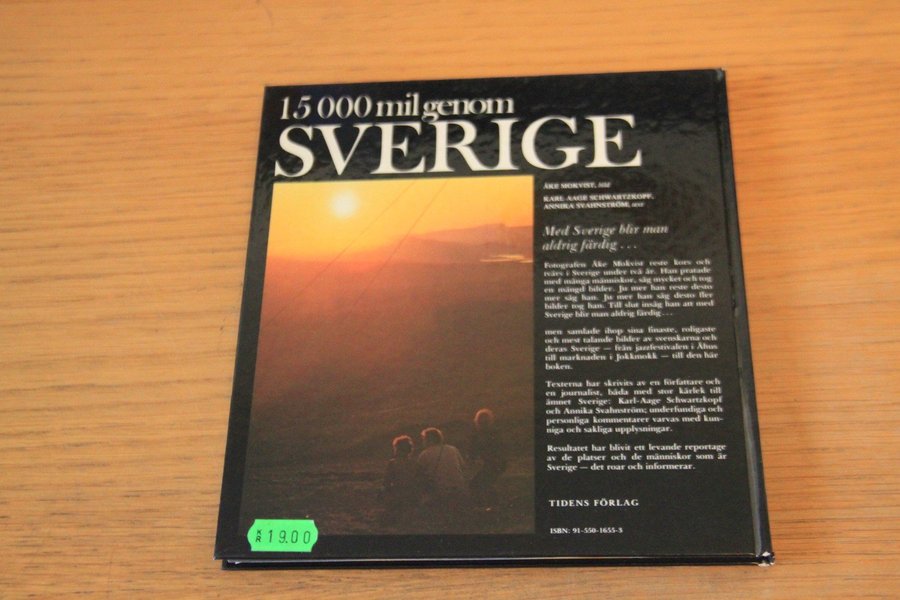 15 000 mil genom
SVERIGE
ÅKE MOKVIST, bild
KARL AAGE SCHWARTZKOPF,
ANNIKA SVAHNSTRÖM, text
Med Sverige blir man
aldrig färdig . . .
Fotografen Åke Mokvist reste kors och
tvärs i Sverige under två år. Han pratade
med många människor, såg mycket och tog
en mängd bilder. Ju mer han reste desto
mer såg han. Ju mer han såg desto fler
bilder tog han. Till slut insåg han att med
Sverige blir man aldrig färdig . . .
men samlade ihop sina finaste, roligaste
och mest talande bilder av svenskarna och
deras Sverige — från jazzfestivalen i Åhus
till marknaden i Jokkmokk — till den här
boken.
Texterna har skrivits av en författare och
en journalist, båda med stor kärlek till
ämnet Sverige: Karl-Aage Schwartzkopf
och Annika Svahnström; underfundiga och
personliga kommentarer varvas med kun-
niga och sakliga upplysningar.
Resultatet har blivit ett levande reportage
av de platser och de människor som är
Sverige — det roar och informerar.
TIDENS FÖRLAG
ISBN: 91-550-1655-3
KR 19.00